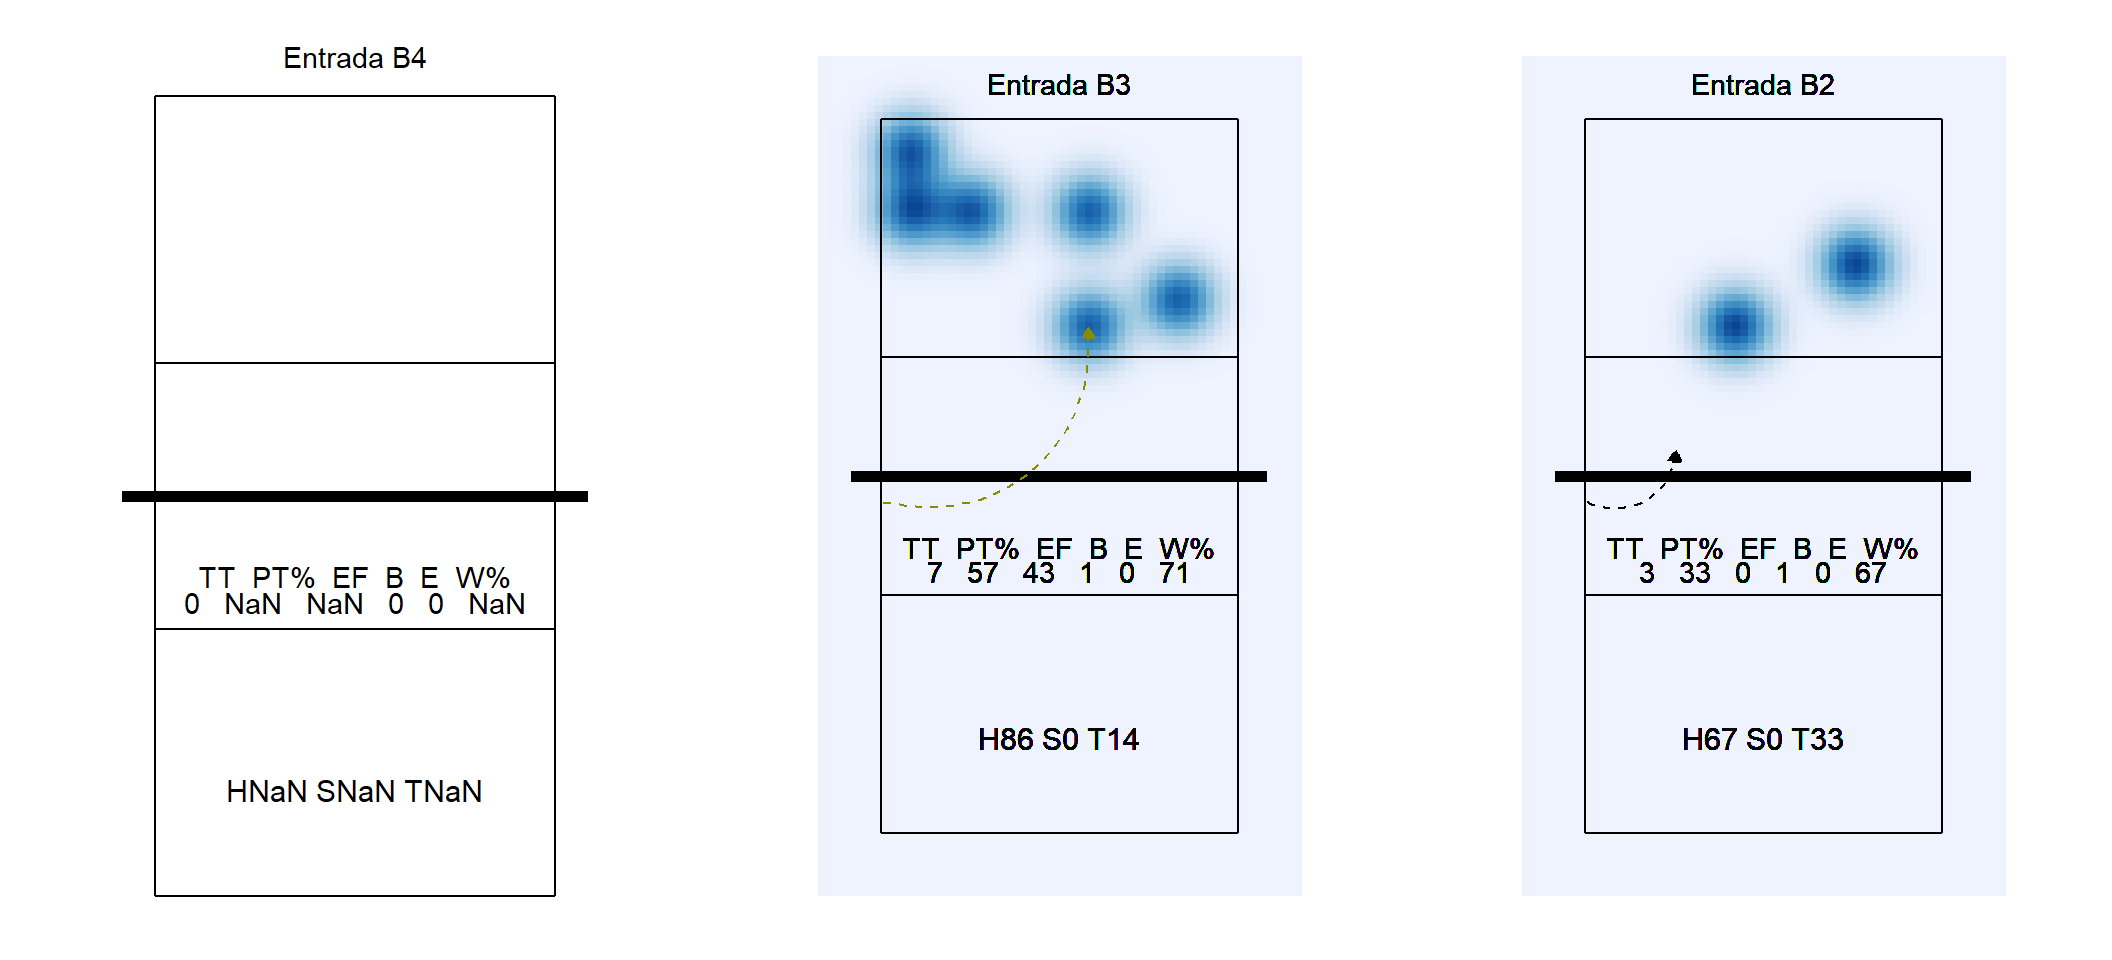 Entrada B4
TT PT% EF B E W%
0 NaN NaN 0 0 NaN
HNaN SNaN TNaN
Entrada B3
TT PT% EF B E W%
7 57 43 1 0 71
H86 S0 T14
Entrada B2
TT PT% EF B E W%
3 33 0 1 0 67
H67 S0 T33